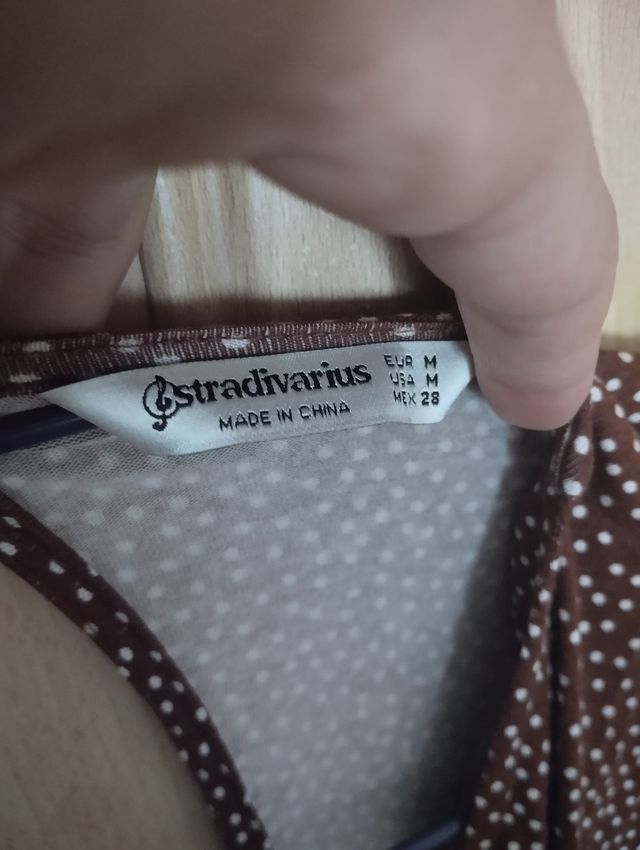 stradivarius
MADE IN CHINA
EUR M
USA M
MEX 28